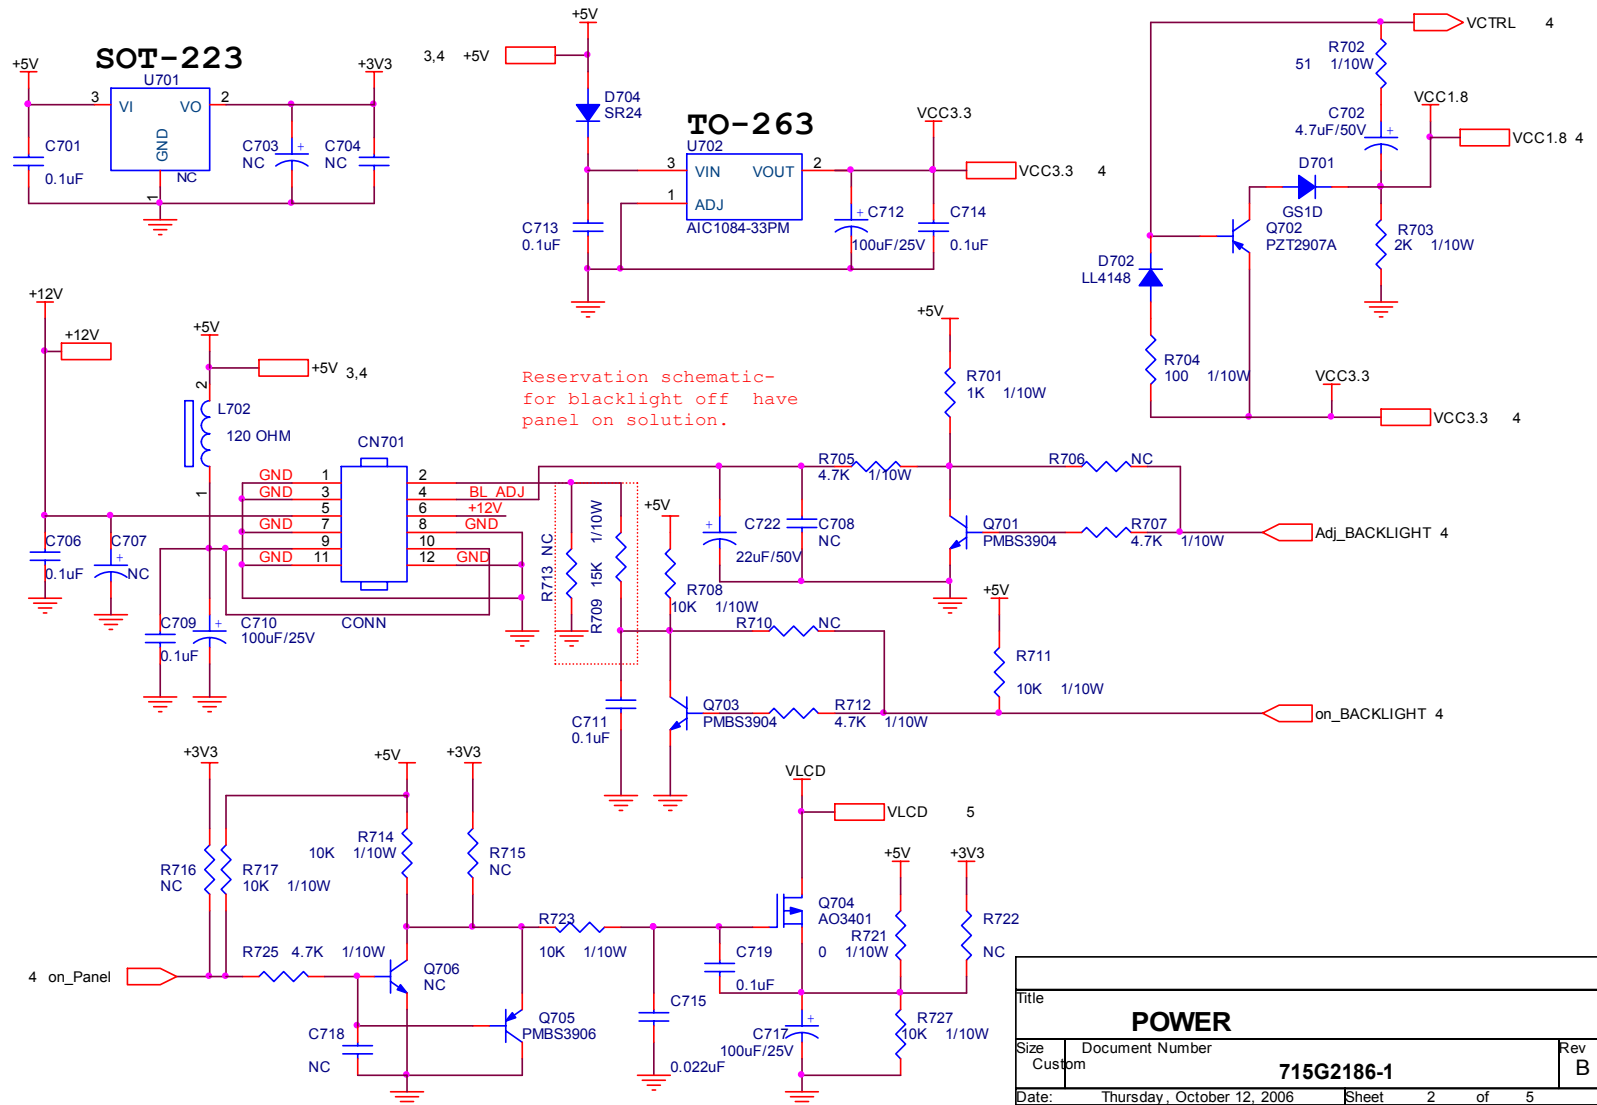 SOT-223
+5V
+3V3
U701
3 VI VO 2
GND
1
NC
C701
0.1uF
C703
NC
C704
NC
+5V
3,4 +5V
D704
SR24
TO-263
U702
3 VIN VOUT 2
1 ADJ
AIC1084-33PM
C713
0.1uF
VCC3.3
VCC3.3 4
C712
100uF/25V
C714
0.1uF
VCTRL 4
R702
51 1/10W
C702
4.7uF/50V
VCC1.8
VCC1.8 4
D701
GS1D
Q702
PZT2907A
R703
2K 1/10W
D702
LL4148
R704
100 1/10W
VCC3.3
VCC3.3 4
+12V
+12V
+5V
+5V 3,4
2
L702
120 OHM
1
CN701
GND 1 2
GND 3 4 BL_ADJ
5 6 +12V
GND 7 8 GND
9 10
GND 11 12 GND
CONN
C706
0.1uF
C707
NC
C709
0.1uF
C710
100uF/25V
Reservation schematic-
for blacklight off have
panel on solution.
R713 NC
R709 15K 1/10W
+5V
R708
10K 1/10W
C711
0.1uF
+5V
R701
1K 1/10W
R705
4.7K 1/10W
R706 NC
C722
22uF/50V
C708
NC
Q701
PMBS3904
R707
4.7K 1/10W
Adj_BACKLIGHT 4
R710 NC
+5V
R711
10K 1/10W
Q703
PMBS3904
R712
4.7K 1/10W
on_BACKLIGHT 4
+3V3
+5V
+3V3
R716
NC
R717
10K 1/10W
R714
10K 1/10W
R715
NC
4 on_Panel
R725 4.7K 1/10W
Q706
NC
C718
NC
Q705
PMBS3906
R723
10K 1/10W
C715
0.022uF
C719
0.1uF
VLCD
VLCD 5
Q704
AO3401
+5V
R721
0 1/10W
+3V3
R722
NC
C717
100uF/25V
R727
10K 1/10W
Title
POWER
Size Document Number Rev
Custom 715G2186-1 B
Date: Thursday, October 12, 2006 Sheet 2 of 5